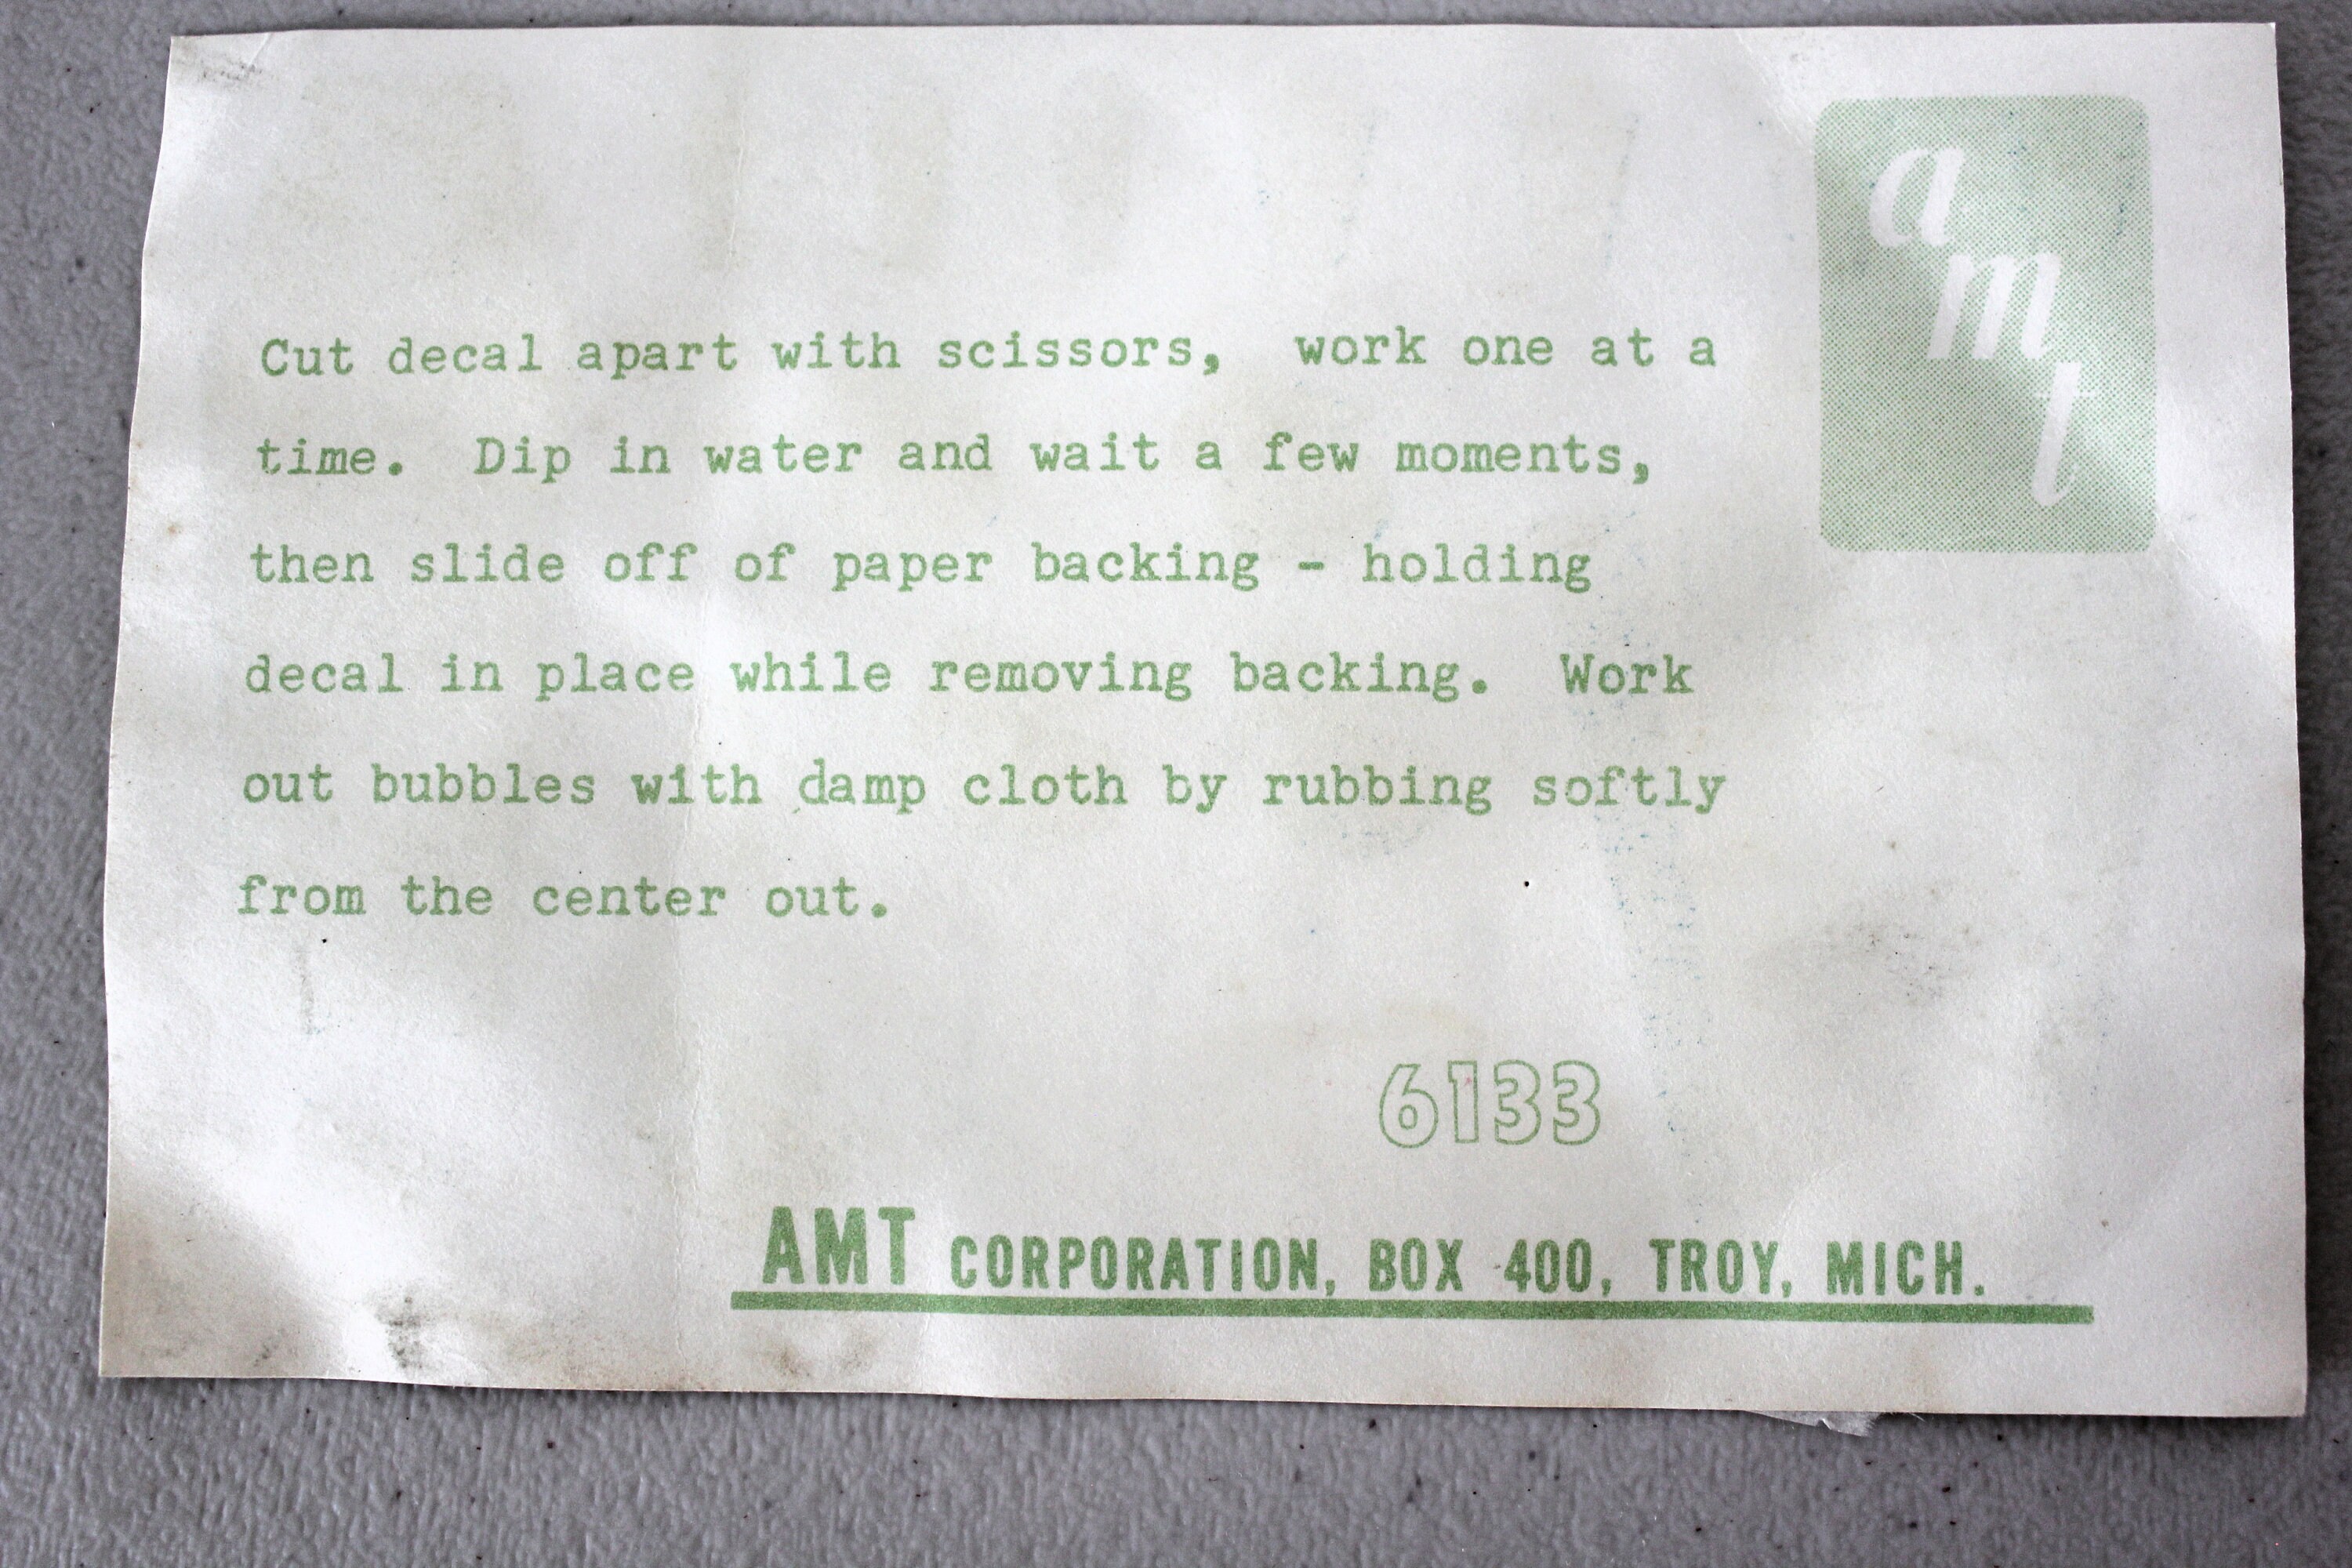 a
m
t
Cut decal apart with scissors, work one at a
time. Dip in water and wait a few moments,
then slide off of paper backing - holding
decal in place while removing backing. Work
out bubbles with damp cloth by rubbing softly
from the center out.
6133
AMT CORPORATION, BOX 400, TROY, MICH.